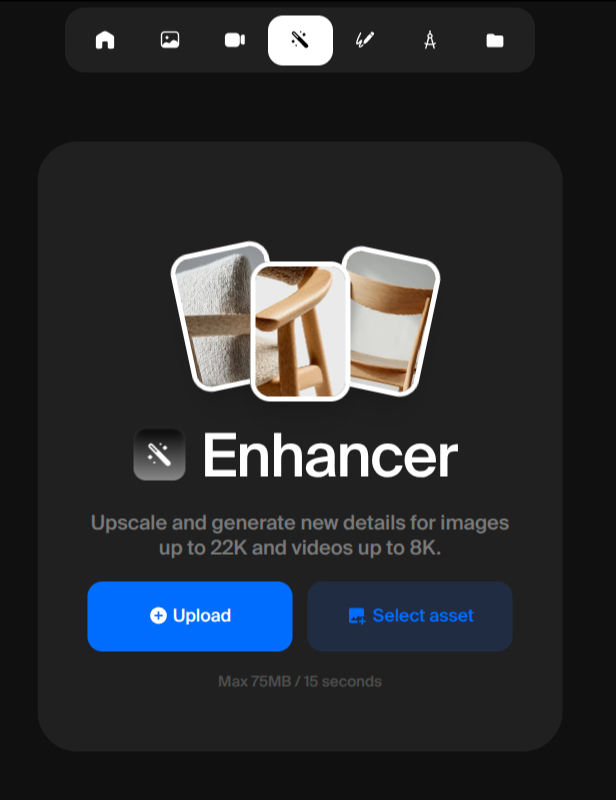 Enhancer
Upscale and generate new details for images
up to 22K and videos up to 8K.
Upload
Select asset
Max 75MB / 15 seconds